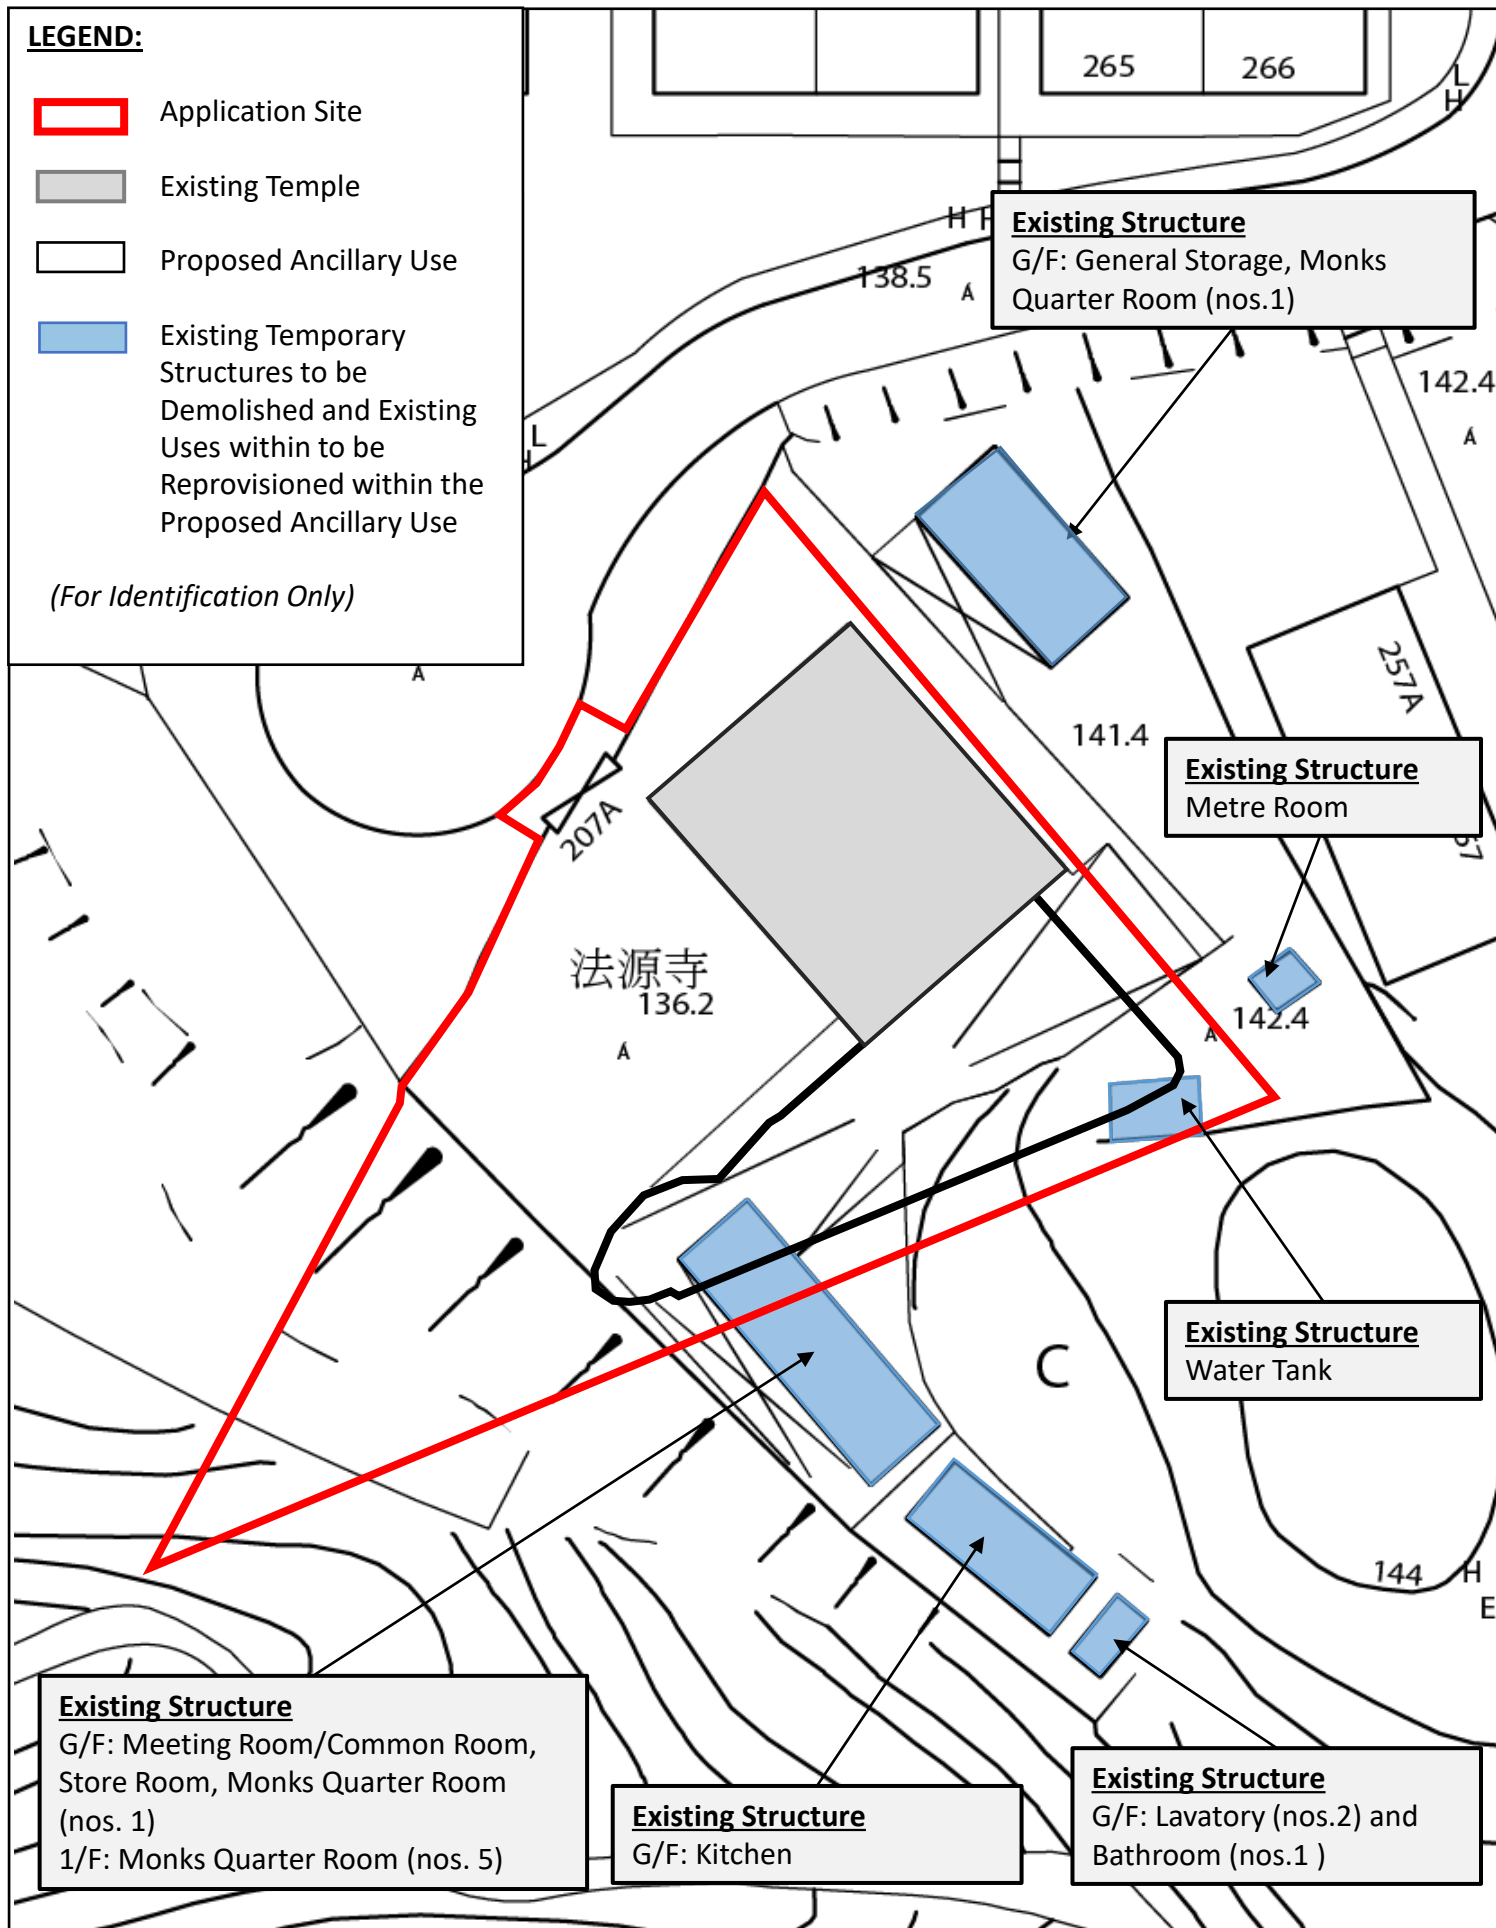 LEGEND:
Application Site
Existing Temple
Proposed Ancillary Use
Existing Temporary
Structures to be
Demolished and Existing
Uses within to be
Reprovisioned within the
Proposed Ancillary Use
(For Identification Only)
265
266
L
H
H
138.5
Existing Structure
G/F: General Storage, Monks
Quarter Room (nos.1)
142.4
L
257A
141.4
Existing Structure
Metre Room
207A
法源寺
136.2
142.4
Existing Structure
Water Tank
C
144
H
E
Existing Structure
G/F: Meeting Room/Common Room,
Store Room, Monks Quarter Room
(nos. 1)
1/F: Monks Quarter Room (nos. 5)
Existing Structure
G/F: Kitchen
Existing Structure
G/F: Lavatory (nos.2) and
Bathroom (nos.1 )